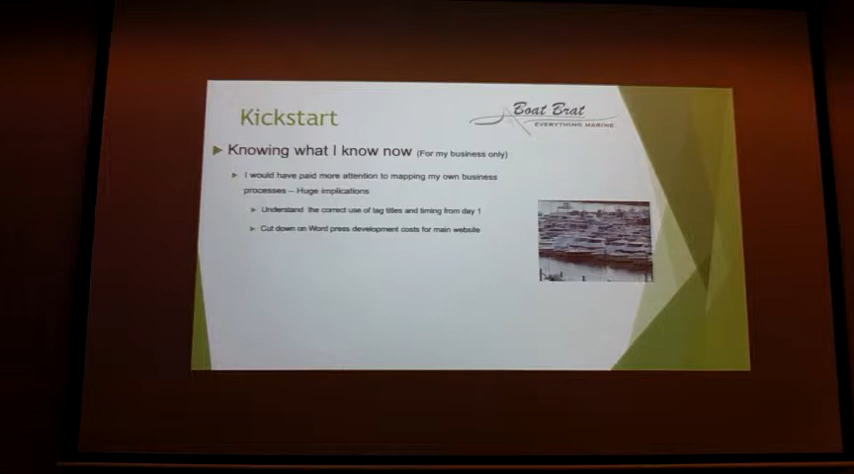 Kickstart
Boat Brat
EVERYTHING MARINE
Knowing what I know now (For my business only)
I would have paid more attention to mapping my own business
processes – Huge implications
Understand the correct use of tag titles and timing from day 1
Cut down on Word press development costs for main website